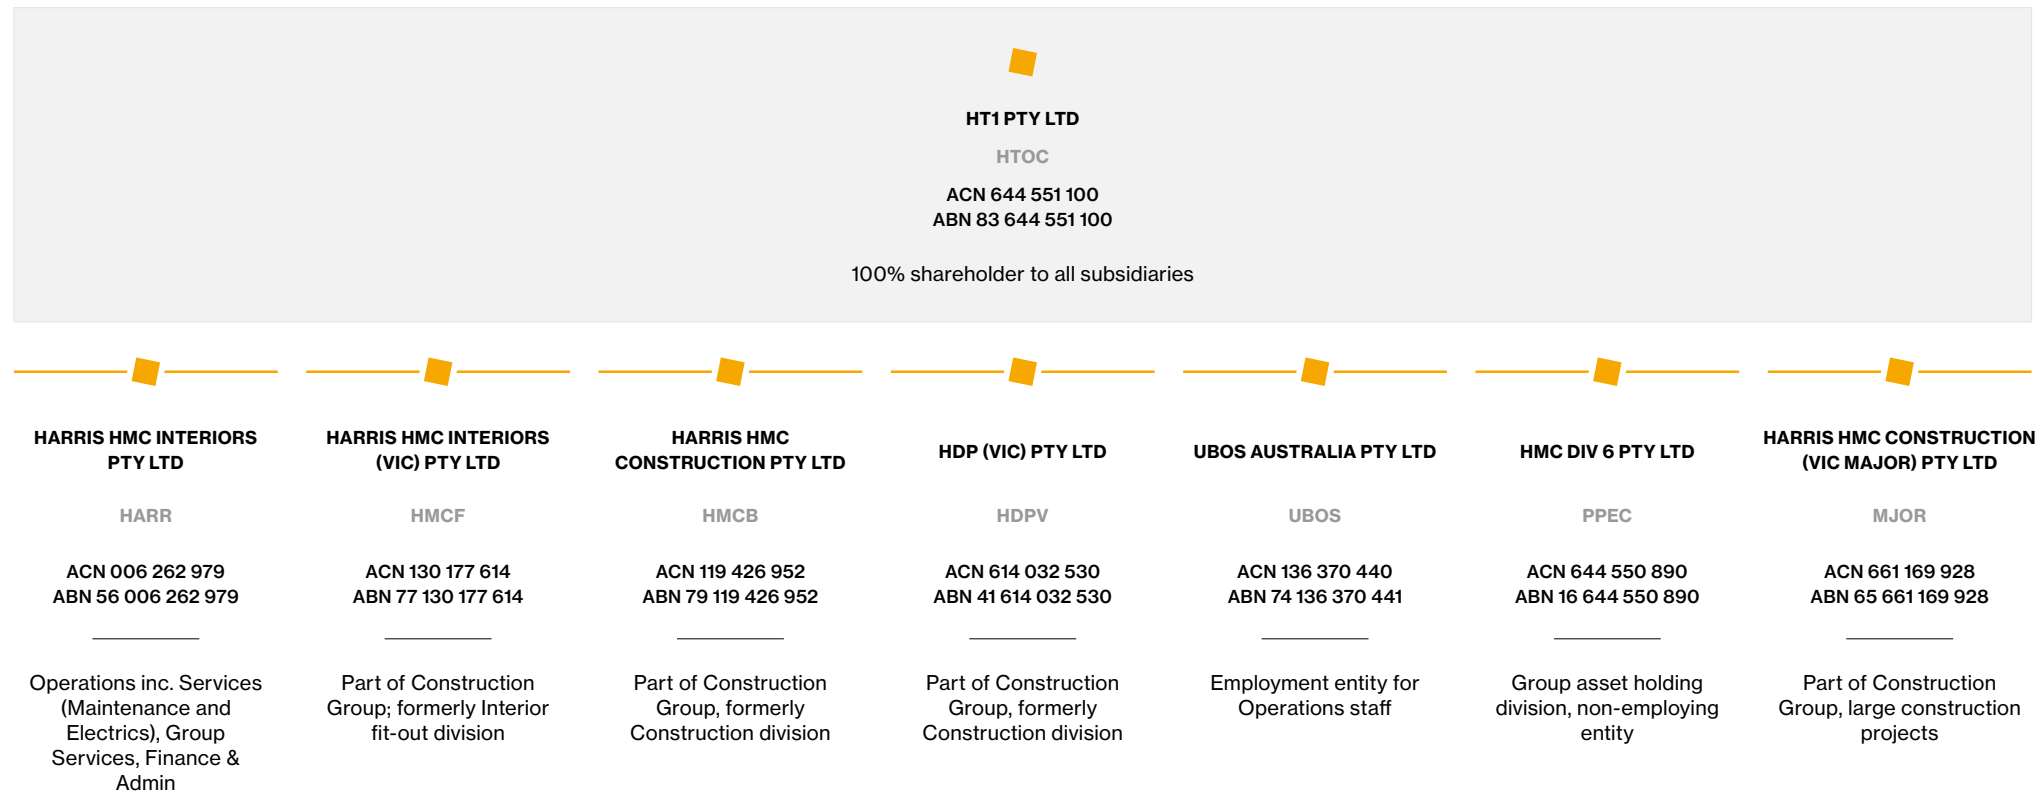 HT1 PTY LTD
HTOC
ACN 644 551 100
ABN 83 644 551 100
100% shareholder to all subsidiaries
HARRIS HMC INTERIORS
PTY LTD
HARR
ACN 006 262 979
ABN 56 006 262 979
Operations inc. Services
(Maintenance and
Electrics), Group
Services, Finance &
Admin
HARRIS HMC INTERIORS
(VIC) PTY LTD
HMCF
ACN 130 177 614
ABN 77 130 177 614
Part of Construction
Group; formerly Interior
fit-out division
HARRIS HMC
CONSTRUCTION PTY LTD
HMCB
ACN 119 426 952
ABN 79 119 426 952
Part of Construction
Group, formerly
Construction division
HDP (VIC) PTY LTD
HDPV
ACN 614 032 530
ABN 41 614 032 530
Part of Construction
Group, formerly
Construction division
UBOS AUSTRALIA PTY LTD
UBOS
ACN 136 370 440
ABN 74 136 370 441
Employment entity for
Operations staff
HMC DIV 6 PTY LTD
PPEC
ACN 644 550 890
ABN 16 644 550 890
Group asset holding
division, non-employing
entity
HARRIS HMC CONSTRUCTION
(VIC MAJOR) PTY LTD
MJOR
ACN 661 169 928
ABN 65 661 169 928
Part of Construction
Group, large construction
projects